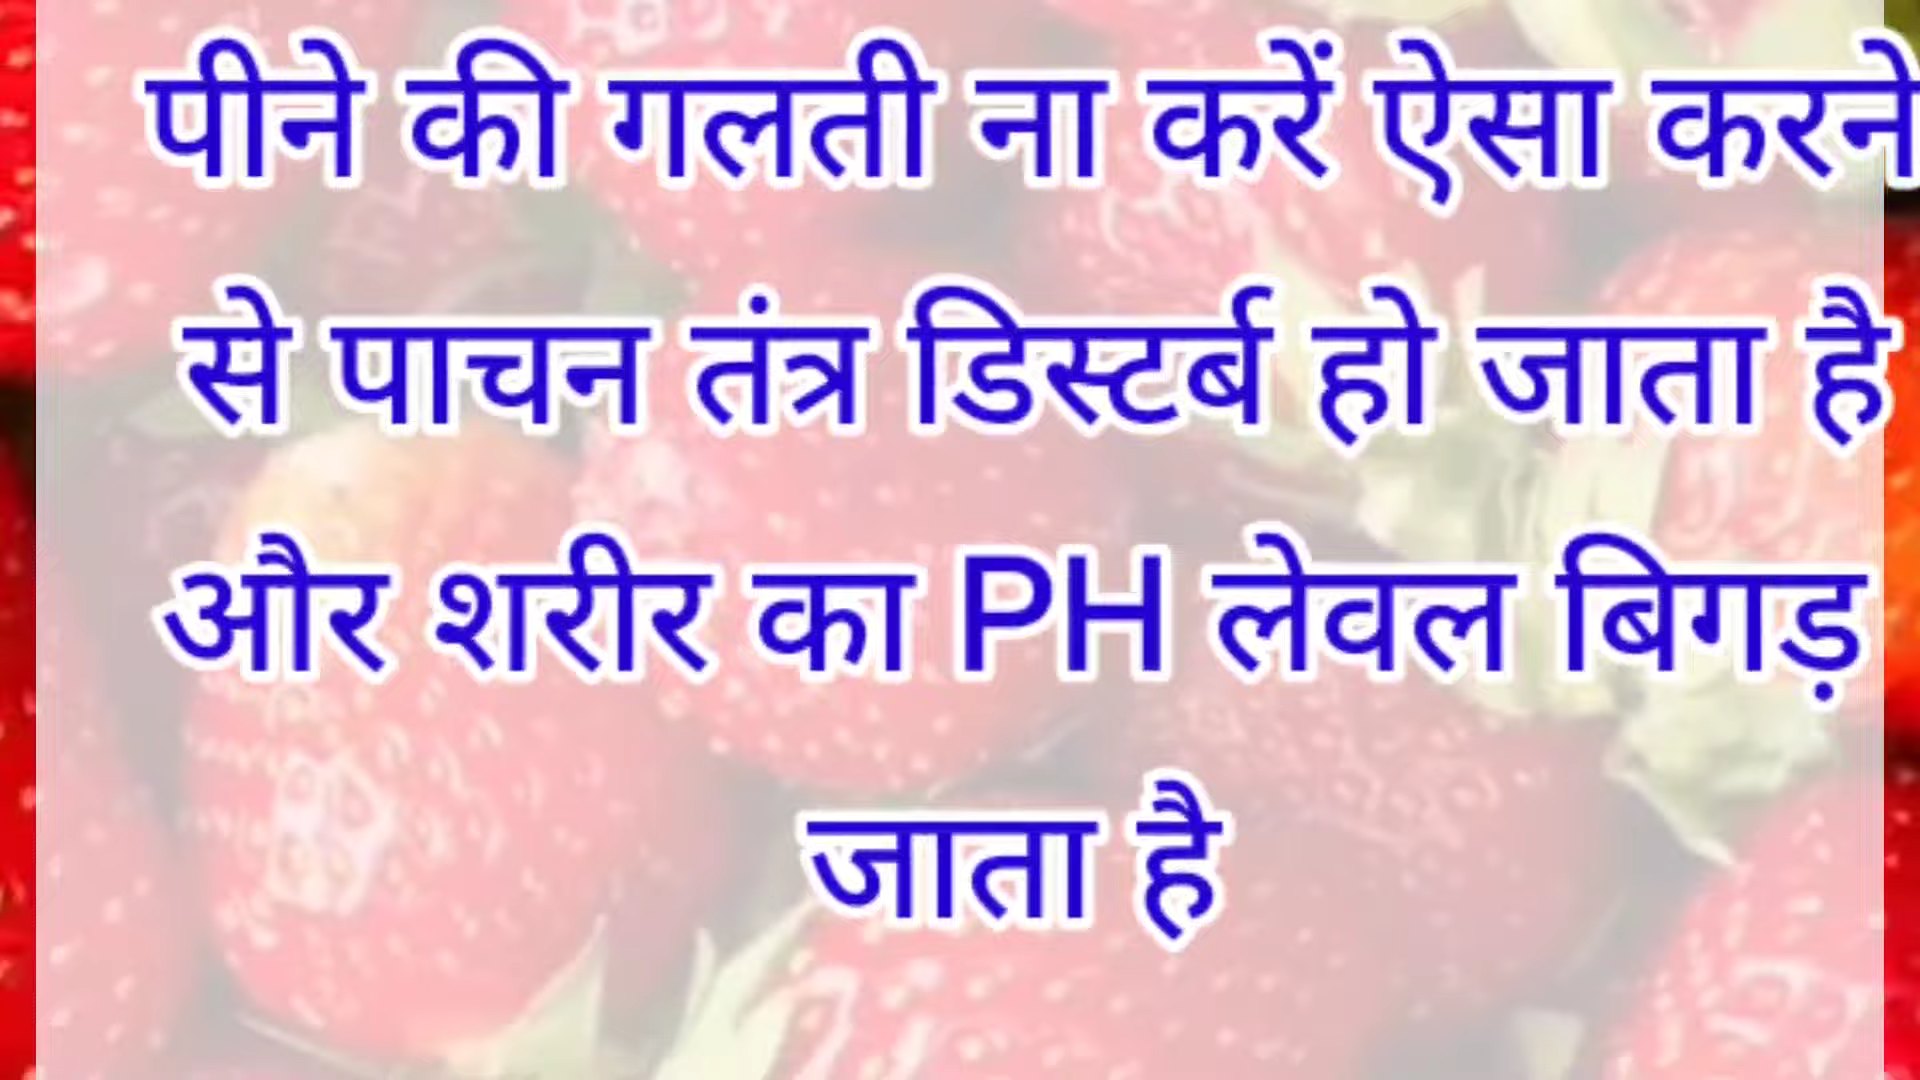 पीने की गलती ना करें ऐसा करने
से पाचन तंत्र डिस्टर्ब हो जाता है
और शरीर का PH लेवल बिगड़
जाता है